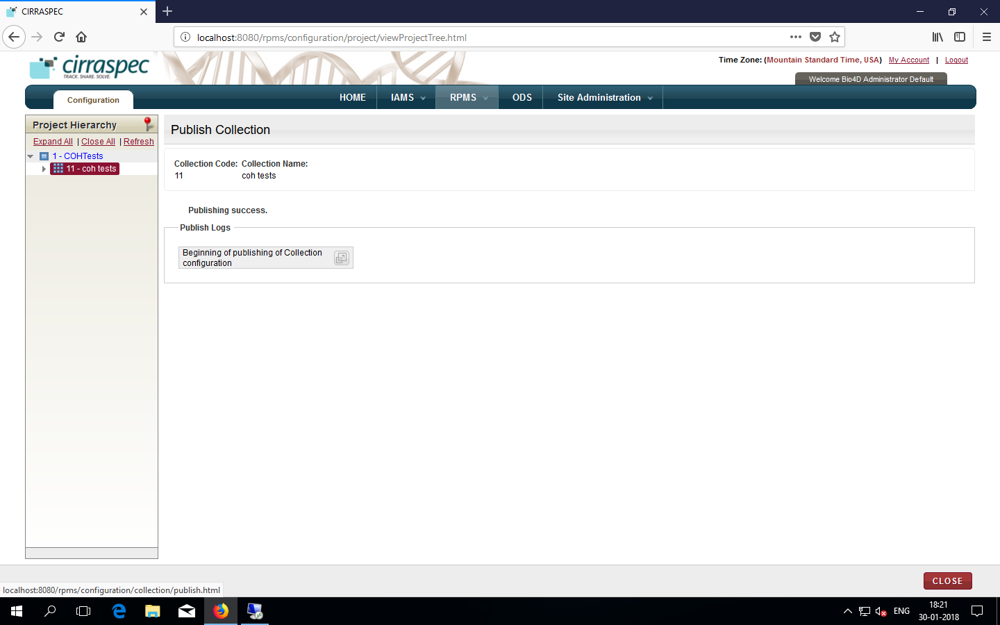 CIRRASPEC
localhost:8080/rpms/configuration/project/viewProjectTree.html
cirraspec
TRACK. SHARE. SOLVE.
Time Zone: (Mountain Standard Time, USA) My Account | Logout
Welcome Bio4D Administrator Default
Configuration
HOME IAMS RPMS ODS Site Administration
Project Hierarchy
Expand All | Close All | Refresh
1 - COHTests
11 - coh tests
Publish Collection
Collection Code: Collection Name:
11 coh tests
Publishing success.
Publish Logs
Beginning of publishing of Collection
configuration
CLOSE
localhost:8080/rpms/configuration/collection/publish.html
ENG
18:21
30-01-2018